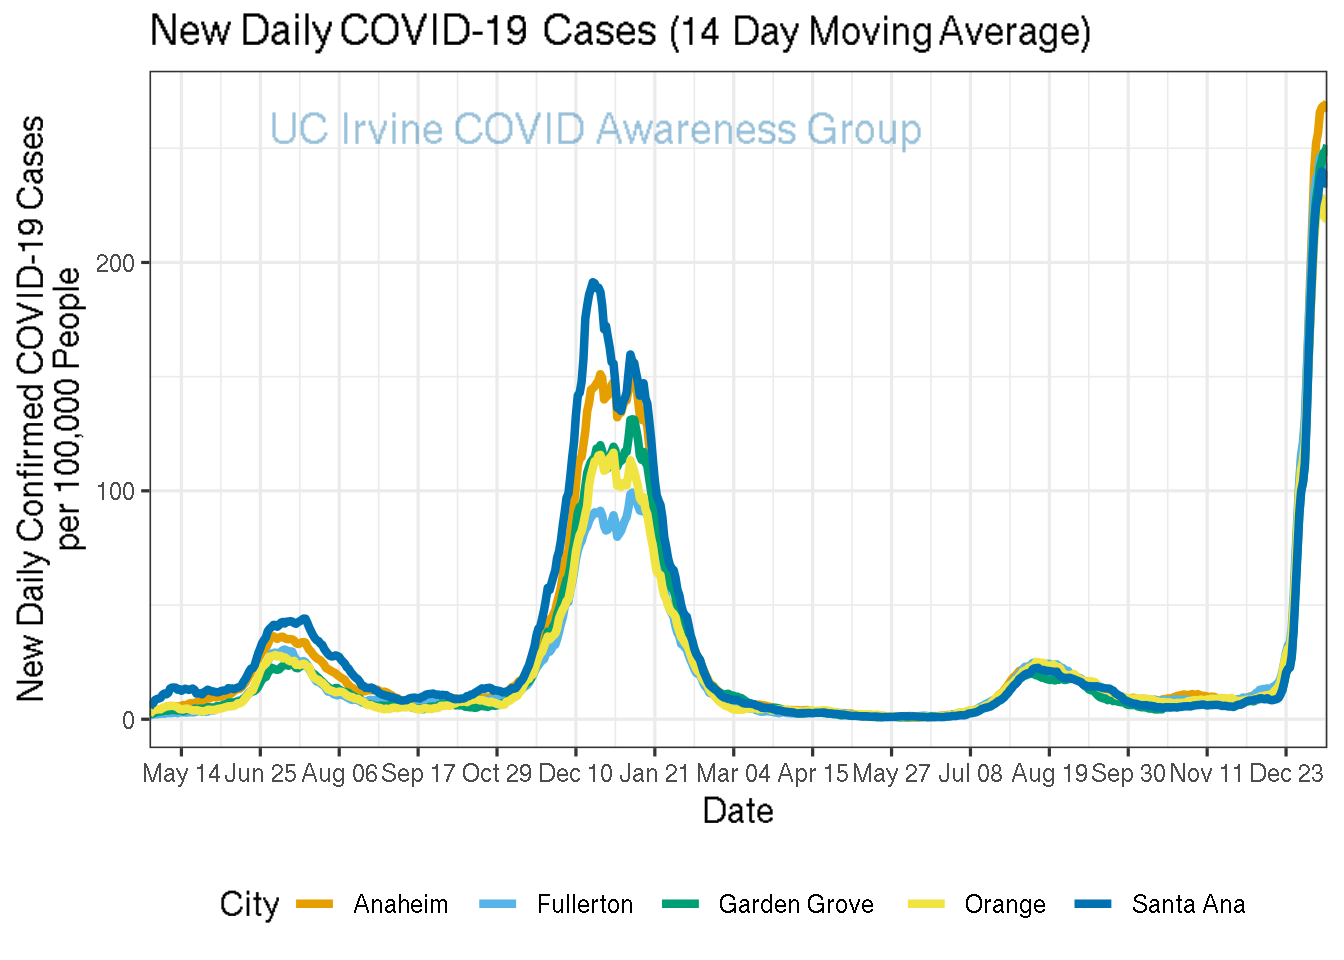 New Daily COVID-19 Cases (14 Day Moving Average)
UC Irvine COVID Awareness Group
New Daily Confirmed COVID-19 Cases
per 100,000 People
200
100
0
May 14 Jun 25 Aug 06 Sep 17 Oct 29 Dec 10 Jan 21 Mar 04 Apr 15 May 27 Jul 08 Aug 19 Sep 30 Nov 11 Dec 23
Date
City Anaheim Fullerton Garden Grove Orange Santa Ana